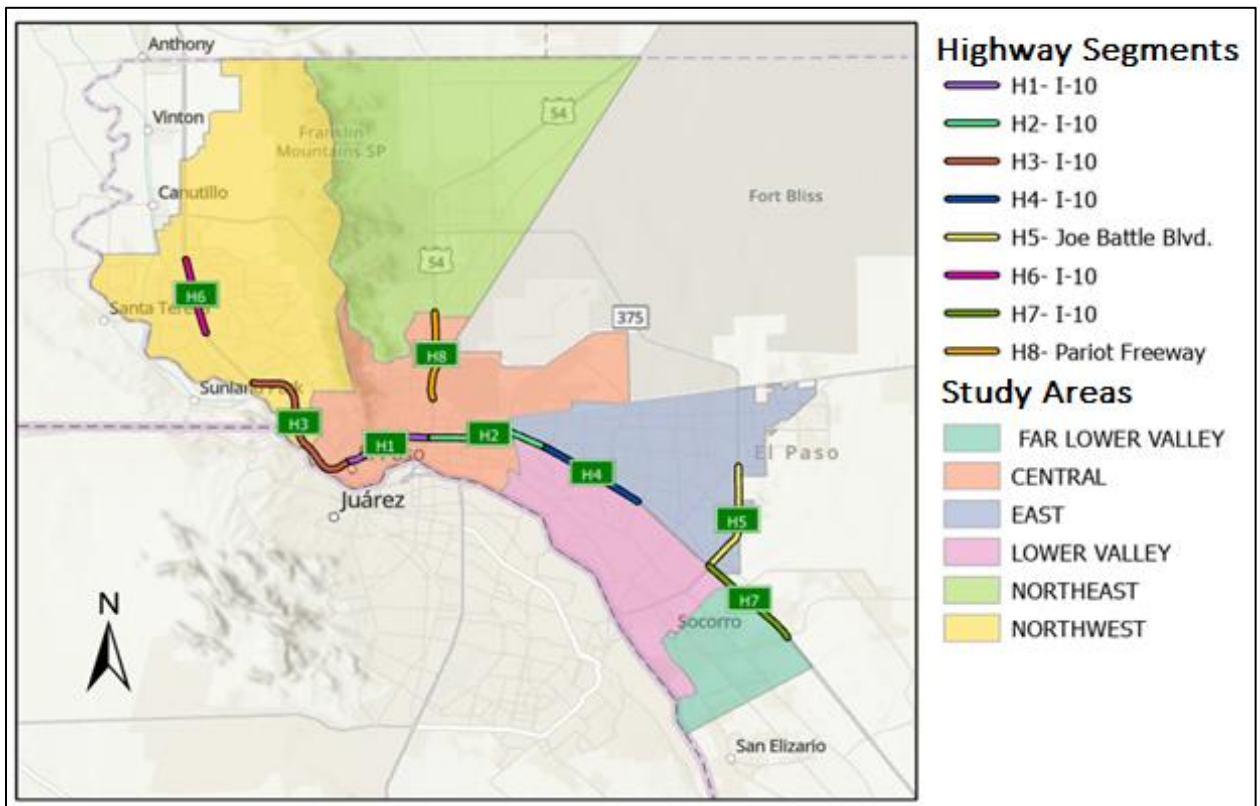 Anthony
Vinton
Franklin
Mountains SP
54
Canutillo
Fort Bliss
54
H6
Santa Tere
375
H8
Sunland Park
H3
H1
H2
El Paso
H4
Juárez
H5
N
H7
Socorro
San Elizario
Highway Segments
H1- I-10
H2- I-10
H3- I-10
H4- I-10
H5- Joe Battle Blvd.
H6- I-10
H7- I-10
H8- Pariot Freeway
Study Areas
FAR LOWER VALLEY
CENTRAL
EAST
LOWER VALLEY
NORTHEAST
NORTHWEST